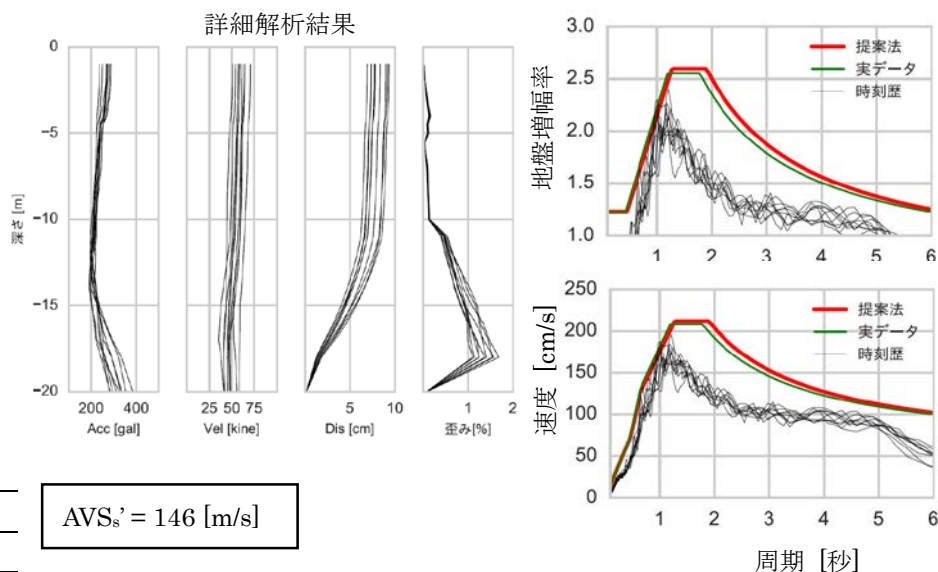 詳細解析結果
0
−5
−10
−15
−20
深さ [m]
200 400
Acc [gal]
25 50 75
Vel [kine]
5 10
Dis [cm]
1 2
歪み[%]
AVSs’ = 146 [m/s]
3.0
2.5
2.0
1.5
1.0
地盤増幅率
提案法
実データ
時刻歴
1 2 3 4 5 6
250
200
150
100
50
0
速度 [cm/s]
提案法
実データ
時刻歴
1 2 3 4 5 6
周期 [秒]